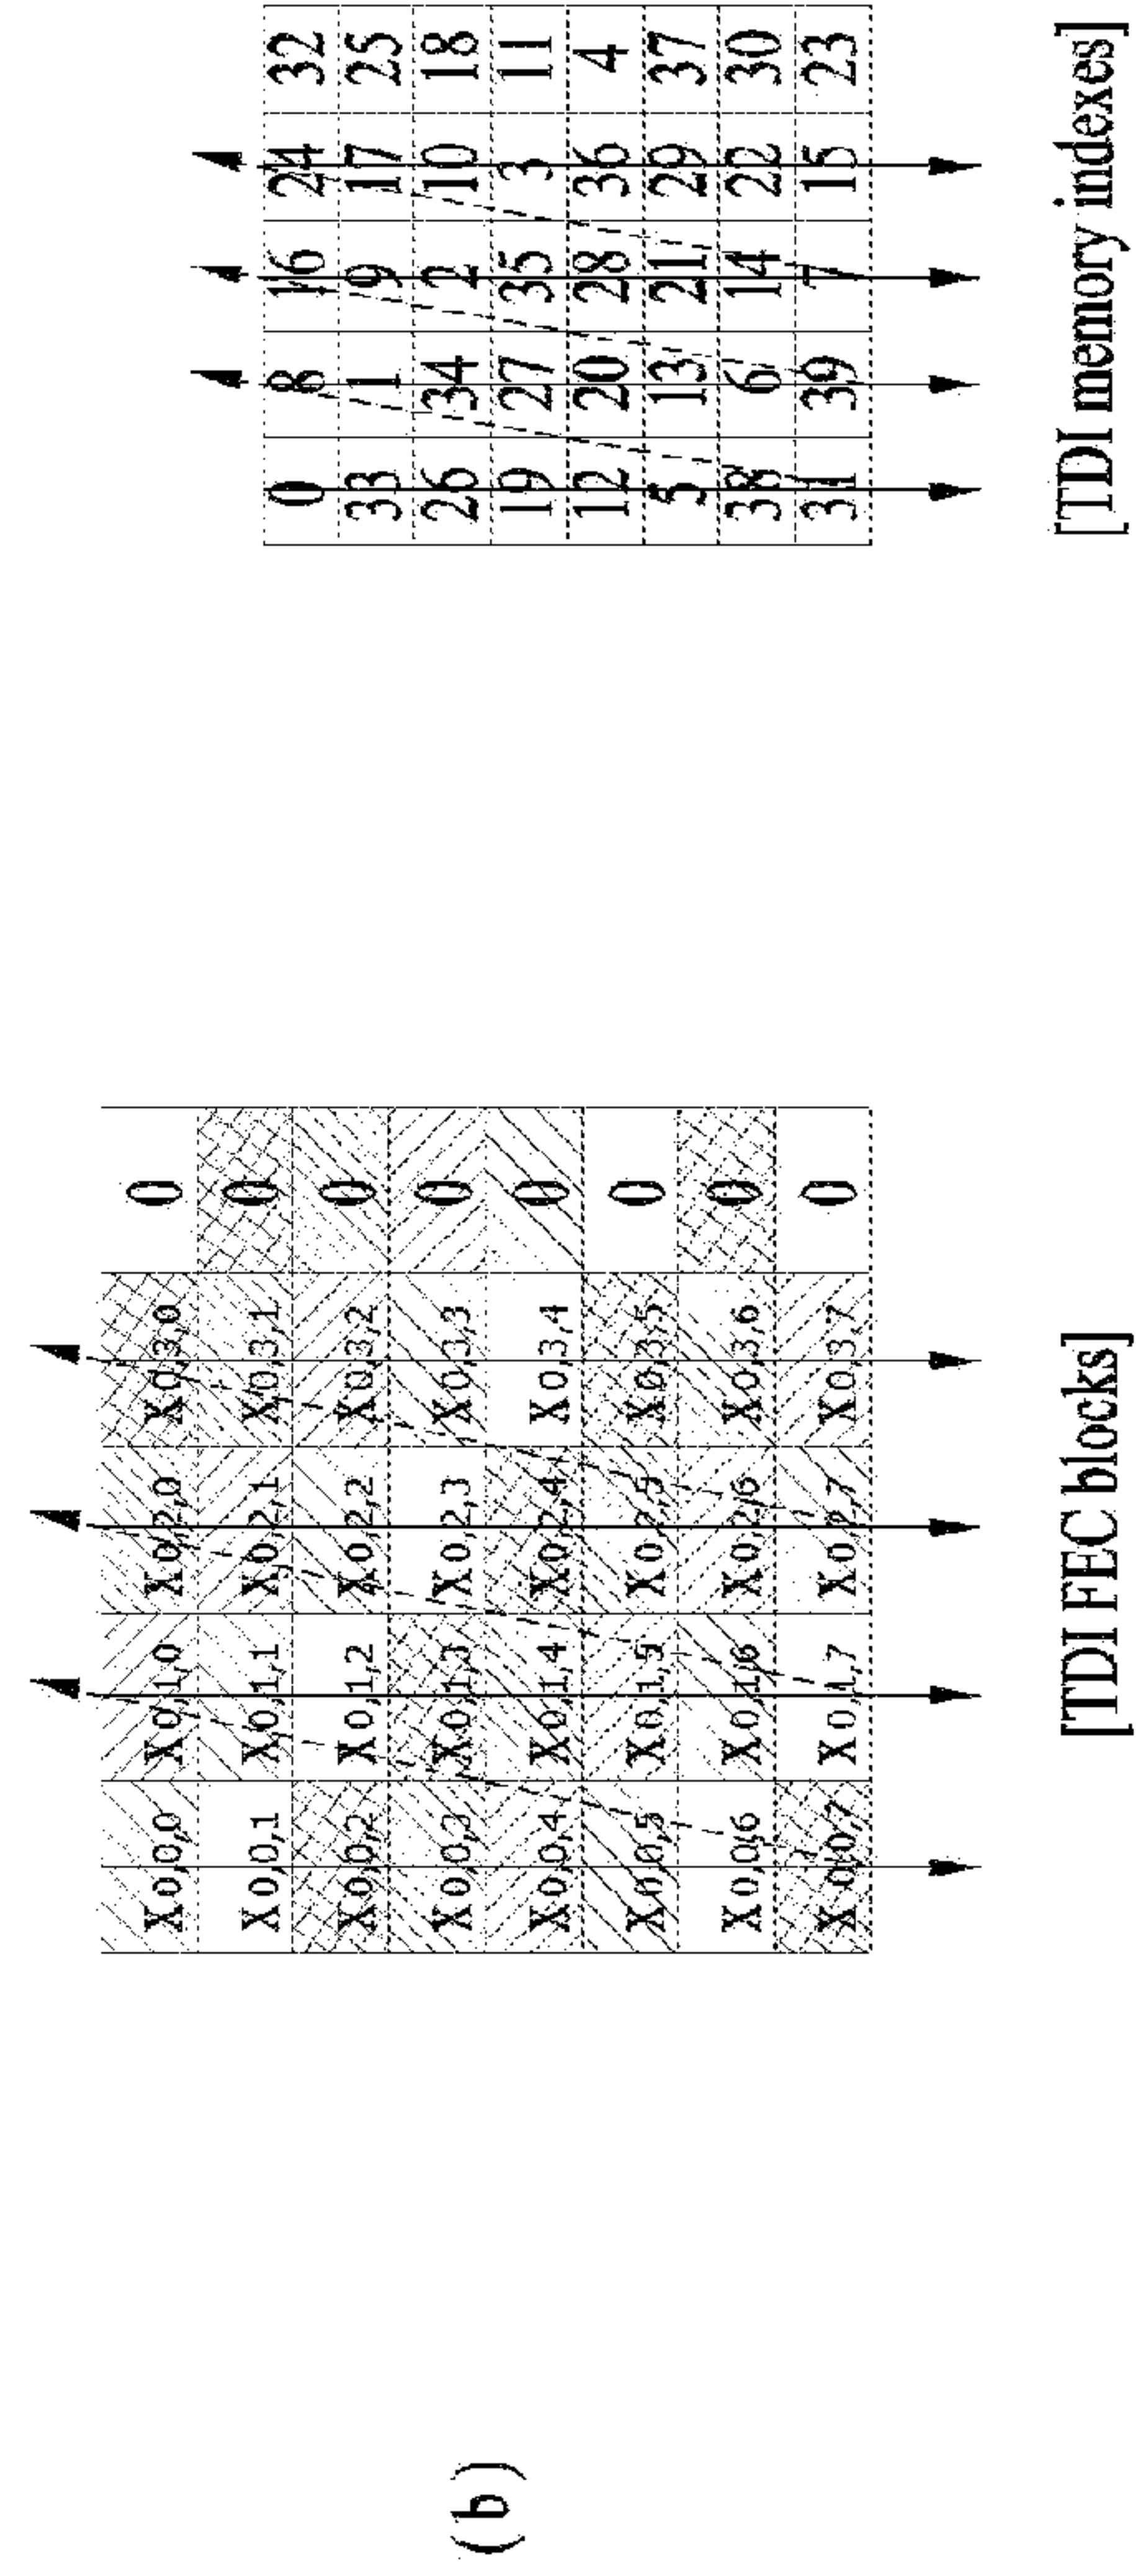 (b)
X0,0,0 X0,1,0 X0,2,0 X0,3,0 0
X0,0,1 X0,1,1 X0,2,1 X0,3,1 0
X0,0,2 X0,1,2 X0,2,2 X0,3,2 0
X0,0,3 X0,1,3 X0,2,3 X0,3,3 0
X0,0,4 X0,1,4 X0,2,4 X0,3,4 0
X0,0,5 X0,1,5 X0,2,5 X0,3,5 0
X0,0,6 X0,1,6 X0,2,6 X0,3,6 0
X0,0,7 X0,1,7 X0,2,7 X0,3,7 0
[TDI FEC blocks]
0 8 16 24 32
33 1 9 17 25
26 34 2 10 18
19 27 35 3 11
12 20 28 36 4
5 13 21 29 37
38 6 14 22 30
31 39 7 15 23
[TDI memory indexes]